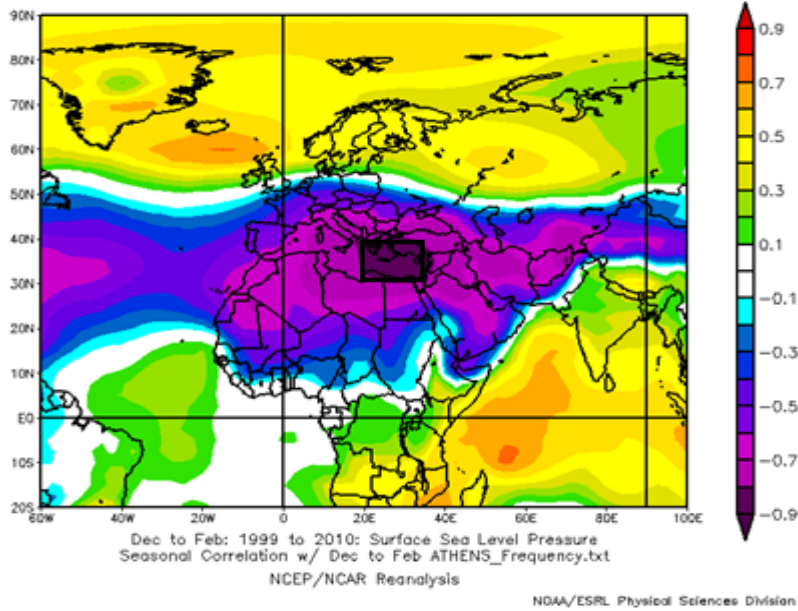 90N
80N
70N
60N
50N
40N
30N
20N
10N
EQ
10S
20S
60W 40W 20W 0 20E 40E 60E 80E 100E
0.9
0.7
0.5
0.3
0.1
-0.1
-0.3
-0.5
-0.7
-0.9
Dec to Feb: 1999 to 2010: Surface Sea Level Pressure
Seasonal Correlation w/ Dec to Feb ATHENS_Frequency.txt
NCEP/NCAR Reanalysis
NOAA/ESRL Physical Sciences Division